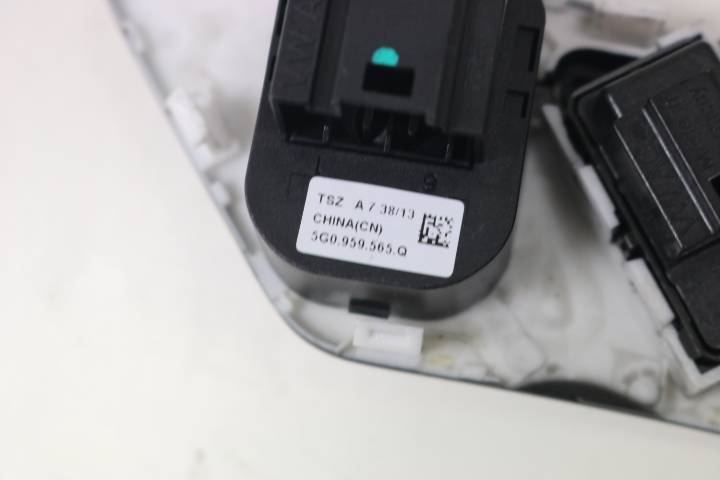 TSZ A 7 38/13
CHINA(CN)
5G0.959.565.Q